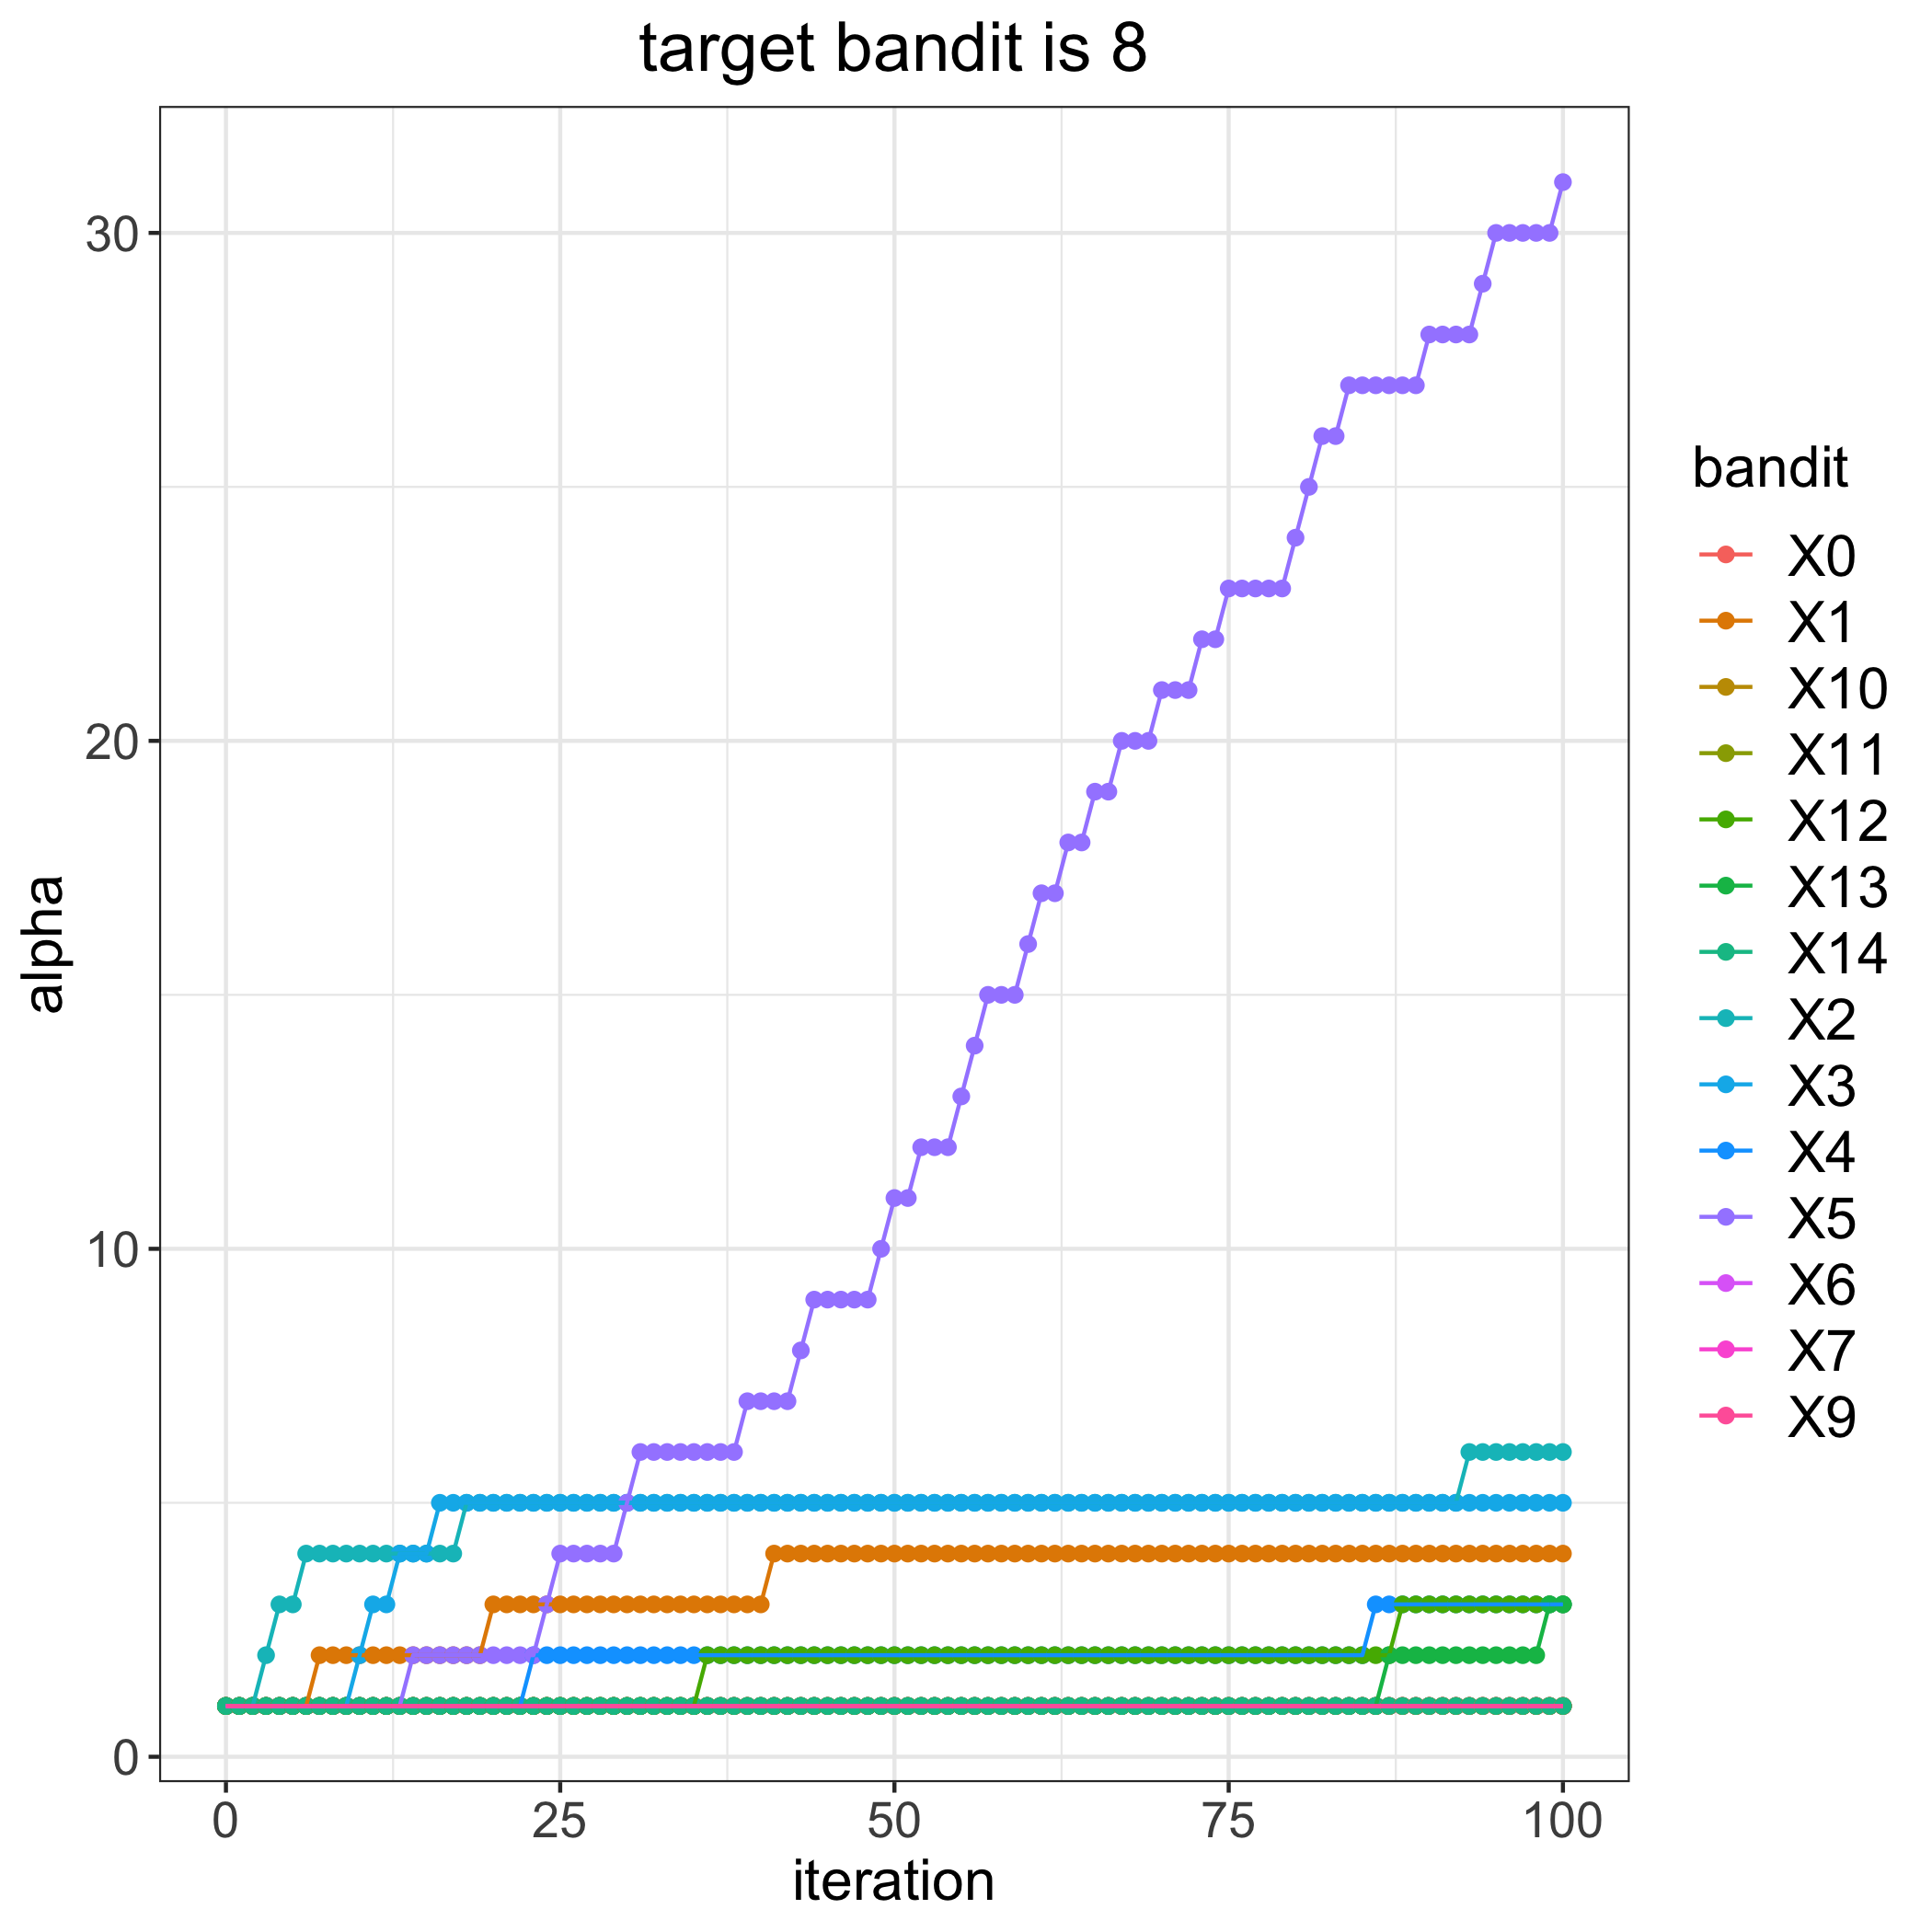 target bandit is 8
30
20
10
0
alpha
0 25 50 75 100
iteration
bandit
X0
X1
X10
X11
X12
X13
X14
X2
X3
X4
X5
X6
X7
X9